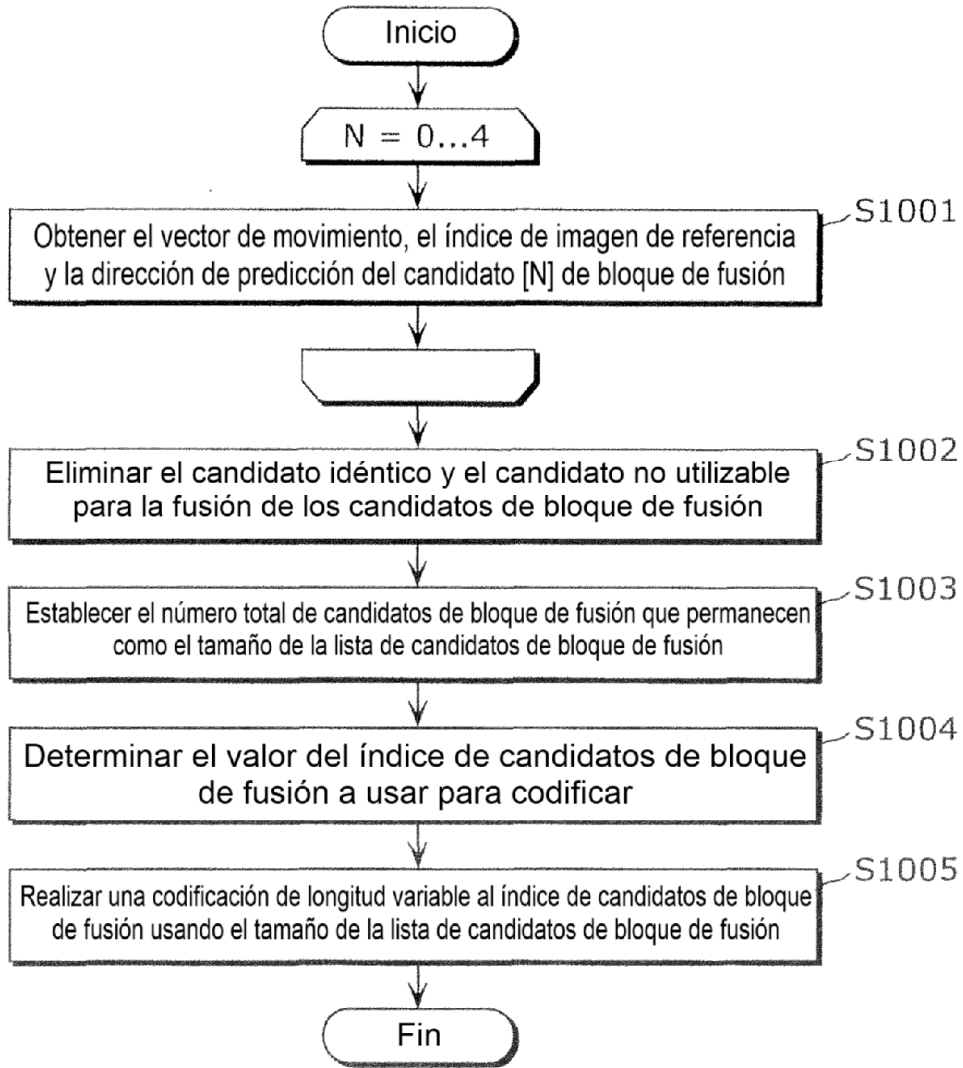 Inicio
N = 0...4
S1001
Obtener el vector de movimiento, el índice de imagen de referencia
y la dirección de predicción del candidato [N] de bloque de fusión
S1002
Eliminar el candidato idéntico y el candidato no utilizable
para la fusión de los candidatos de bloque de fusión
S1003
Establecer el número total de candidatos de bloque de fusión que permanecen
como el tamaño de la lista de candidatos de bloque de fusión
S1004
Determinar el valor del índice de candidatos de bloque
de fusión a usar para codificar
S1005
Realizar una codificación de longitud variable al índice de candidatos de bloque
de fusión usando el tamaño de la lista de candidatos de bloque de fusión
Fin